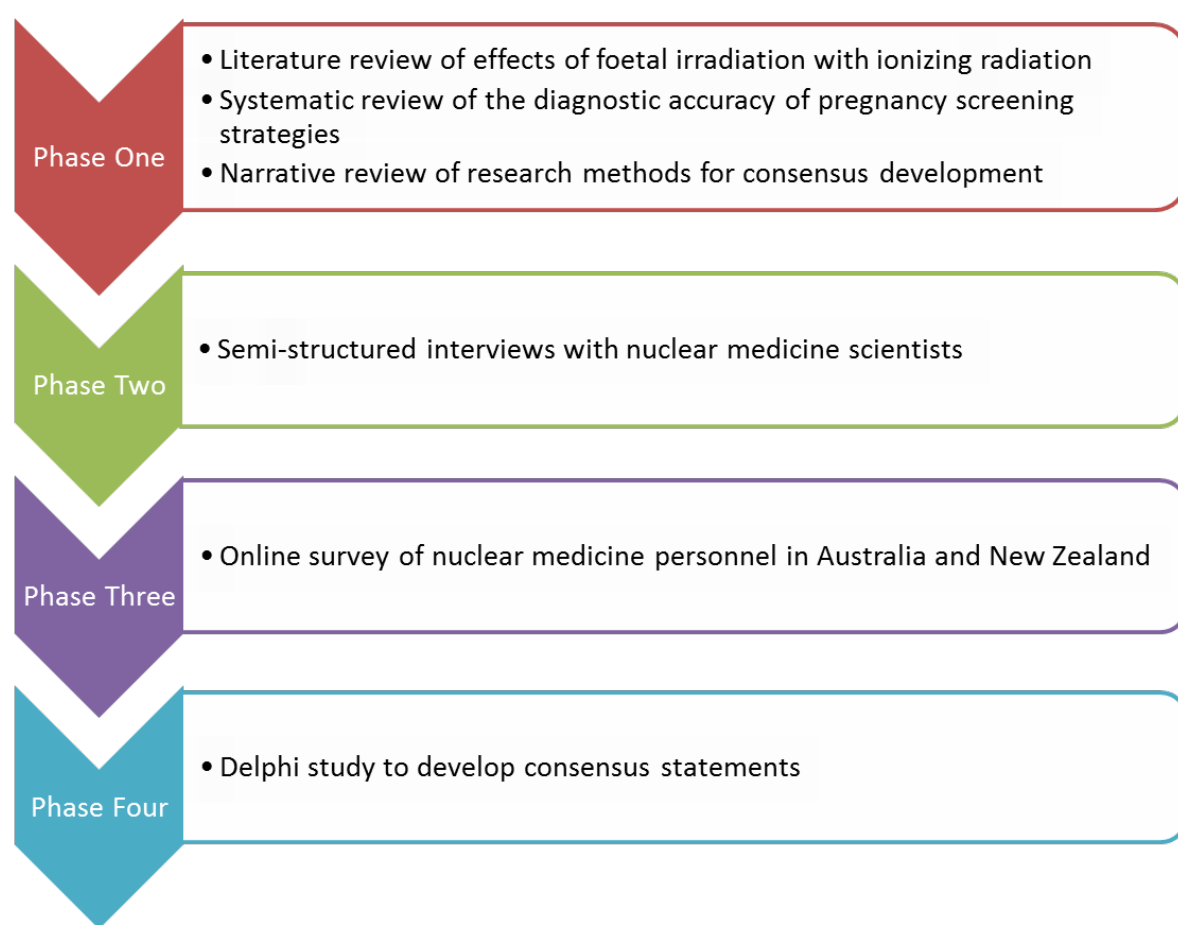 Phase One
• Literature review of effects of foetal irradiation with ionizing radiation
• Systematic review of the diagnostic accuracy of pregnancy screening
strategies
• Narrative review of research methods for consensus development
Phase Two
• Semi-structured interviews with nuclear medicine scientists
Phase Three
• Online survey of nuclear medicine personnel in Australia and New Zealand
Phase Four
• Delphi study to develop consensus statements